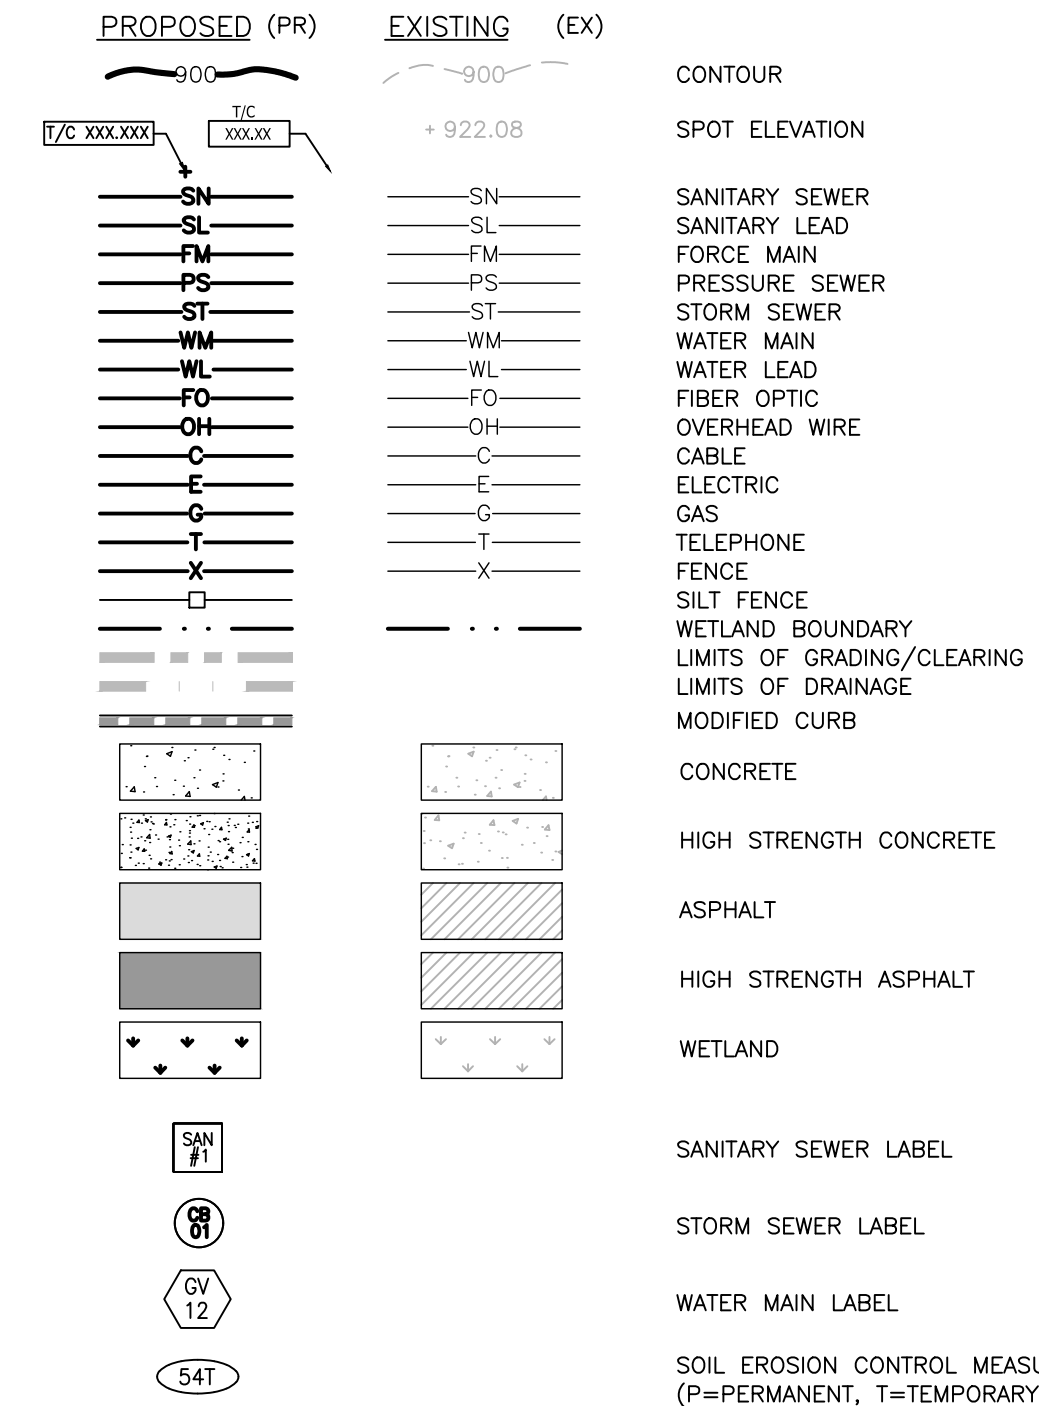 PROPOSED (PR) EXISTING (EX)
900 900 CONTOUR
T/C XXX.XXX T/C XXX.XX + 922.08 SPOT ELEVATION
SN SN SANITARY SEWER
SL SL SANITARY LEAD
FM FM FORCE MAIN
PS PS PRESSURE SEWER
ST ST STORM SEWER
WM WM WATER MAIN
WL WL WATER LEAD
FO FO FIBER OPTIC
OH OH OVERHEAD WIRE
C C CABLE
E E ELECTRIC
G G GAS
T T TELEPHONE
X X FENCE
SILT FENCE
WETLAND BOUNDARY
LIMITS OF GRADING/CLEARING
LIMITS OF DRAINAGE
MODIFIED CURB
CONCRETE
HIGH STRENGTH CONCRETE
ASPHALT
HIGH STRENGTH ASPHALT
WETLAND
SAN
#1
SANITARY SEWER LABEL
CB
01
STORM SEWER LABEL
GV
12
WATER MAIN LABEL
54T
SOIL EROSION CONTROL MEASU
(P=PERMANENT, T=TEMPORARY